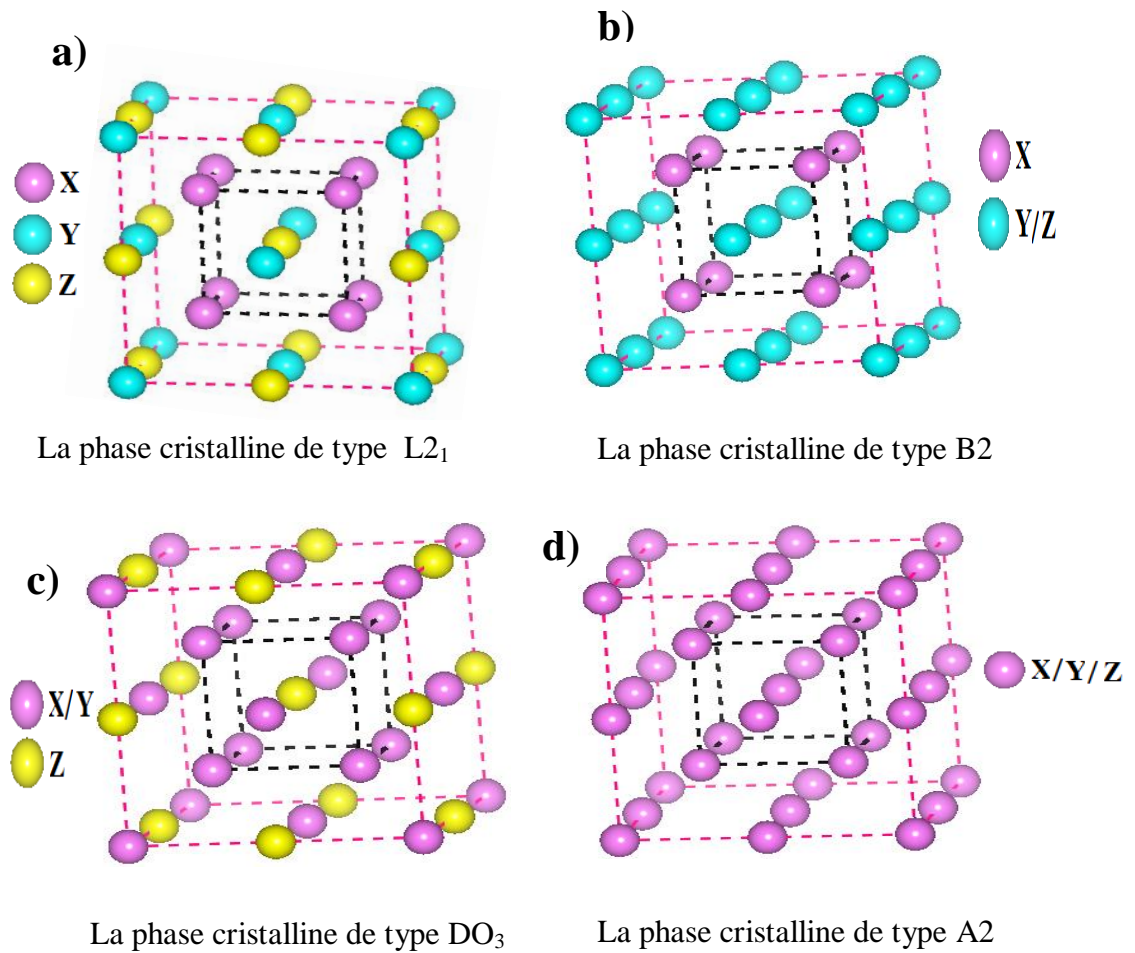 a)
X
Y
Z
La phase cristalline de type L2₁
b)
X
Y/Z
La phase cristalline de type B2
c)
X/Y
Z
La phase cristalline de type DO₃
d)
X/Y/Z
La phase cristalline de type A2